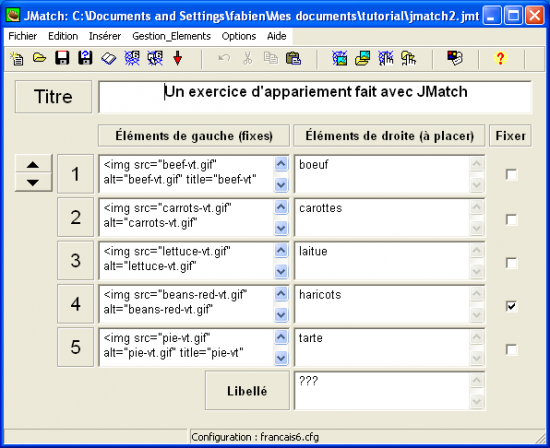 JMatch: C:\Documents and Settings\fabien\Mes documents\tutorial\jmatch2.jmt
Fichier Edition Insérer Gestion_Elements Options Aide
Titre
Un exercice d'appariement fait avec JMatch
Éléments de gauche (fixes) Éléments de droite (à placer) Fixer
1
<img src="beef-vt.gif"
alt="beef-vt.gif" title="beef-vt"
boeuf
2
<img src="carrots-vt.gif"
alt="carrots-vt.gif"
carottes
3
<img src="lettuce-vt.gif"
alt="lettuce-vt.gif"
laitue
4
<img src="beans-red-vt.gif"
alt="beans-red-vt.gif"
haricots
5
<img src="pie-vt.gif"
alt="pie-vt.gif" title="pie-vt"
tarte
Libellé
???
Configuration : francais6.cfg